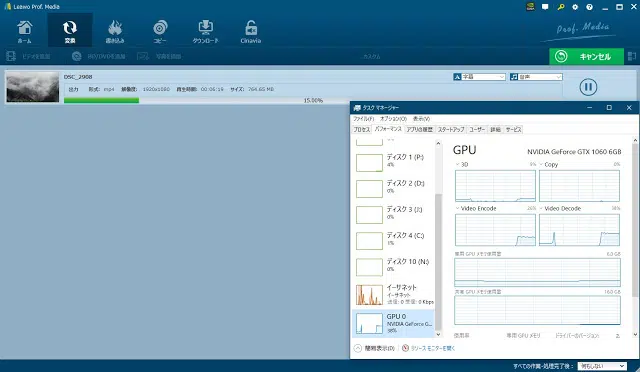 Leawo Prof. Media
ホーム
変換
書き込み
コピー
ダウンロード
Cinavia
Prof. Media
ビデオを追加
写真を追加
カスタム
キャンセル
DSC_2908
字幕
音声
出力 形式: mp4 解像度: 1920x1080 再生時間: 00:06:19 サイズ: 764.65 MB
15.00%
タスク マネージャー
ファイル(F) オプション(O) 表示(V)
プロセス パフォーマンス アプリの履歴 スタートアップ ユーザー 詳細 サービス
ディスク 1 (P:)
4%
ディスク 2 (D:)
0%
ディスク 3 (J:)
0%
ディスク 4 (C:)
1%
ディスク 10 (N:)
0%
イーサネット
イーサネット
送信: 0 受信: 0 Kbps
GPU 0
NVIDIA GeForce G...
38%
GPU
NVIDIA GeForce GTX 1060 6GB
3D
Copy
0%
Video Encode
Video Decode
38%
専用 GPU メモリ使用量
6.0 GB
共有 GPU メモリ使用量
16.0 GB
使用率 専用 GPU メモリ ドライバーのバージョン: 2.
簡易表示(D)
リソース モニターを開く
すべての作業・処理完了後：
何もしない